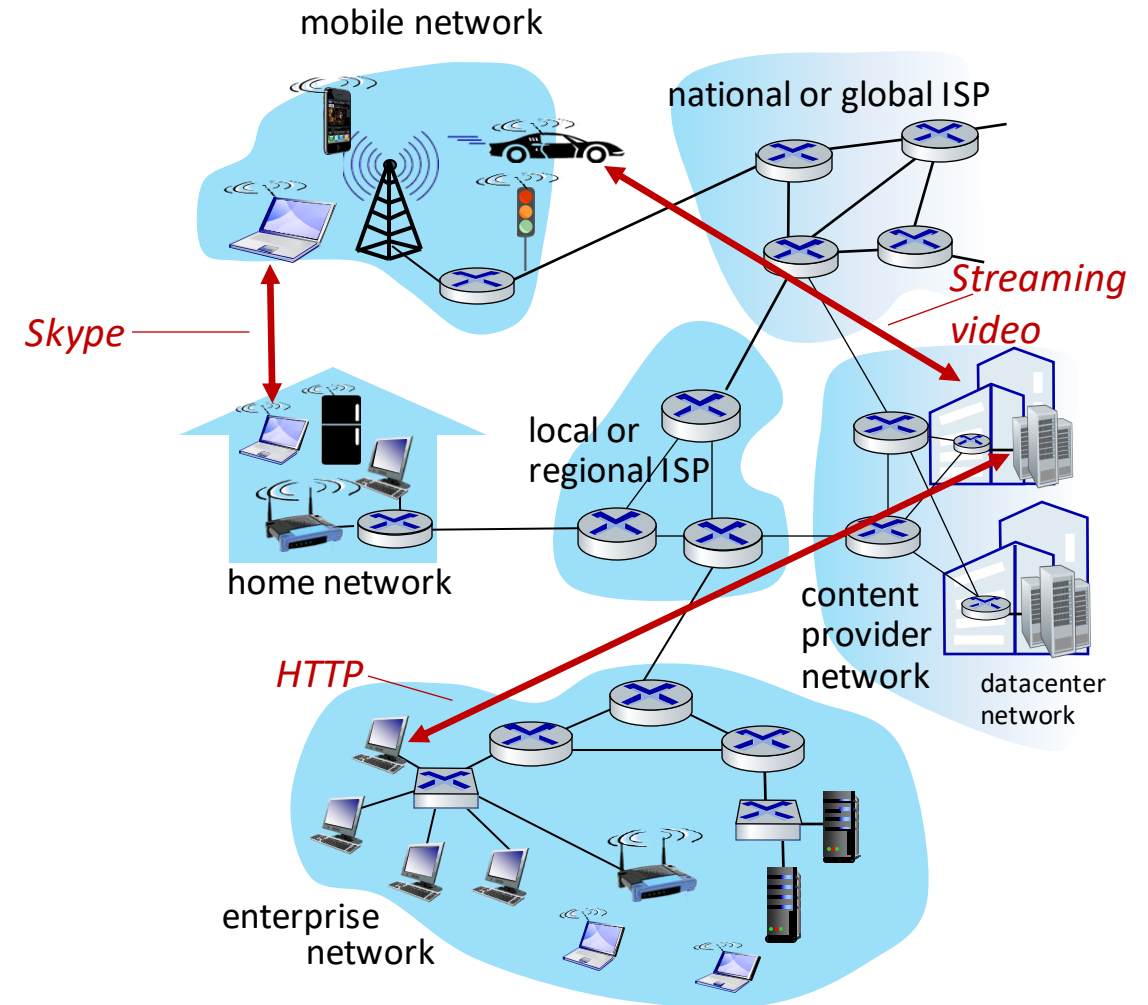 mobile network
national or global ISP
Streaming
video
Skype
local or
regional ISP
home network
content
provider
network
datacenter
network
HTTP
enterprise
network